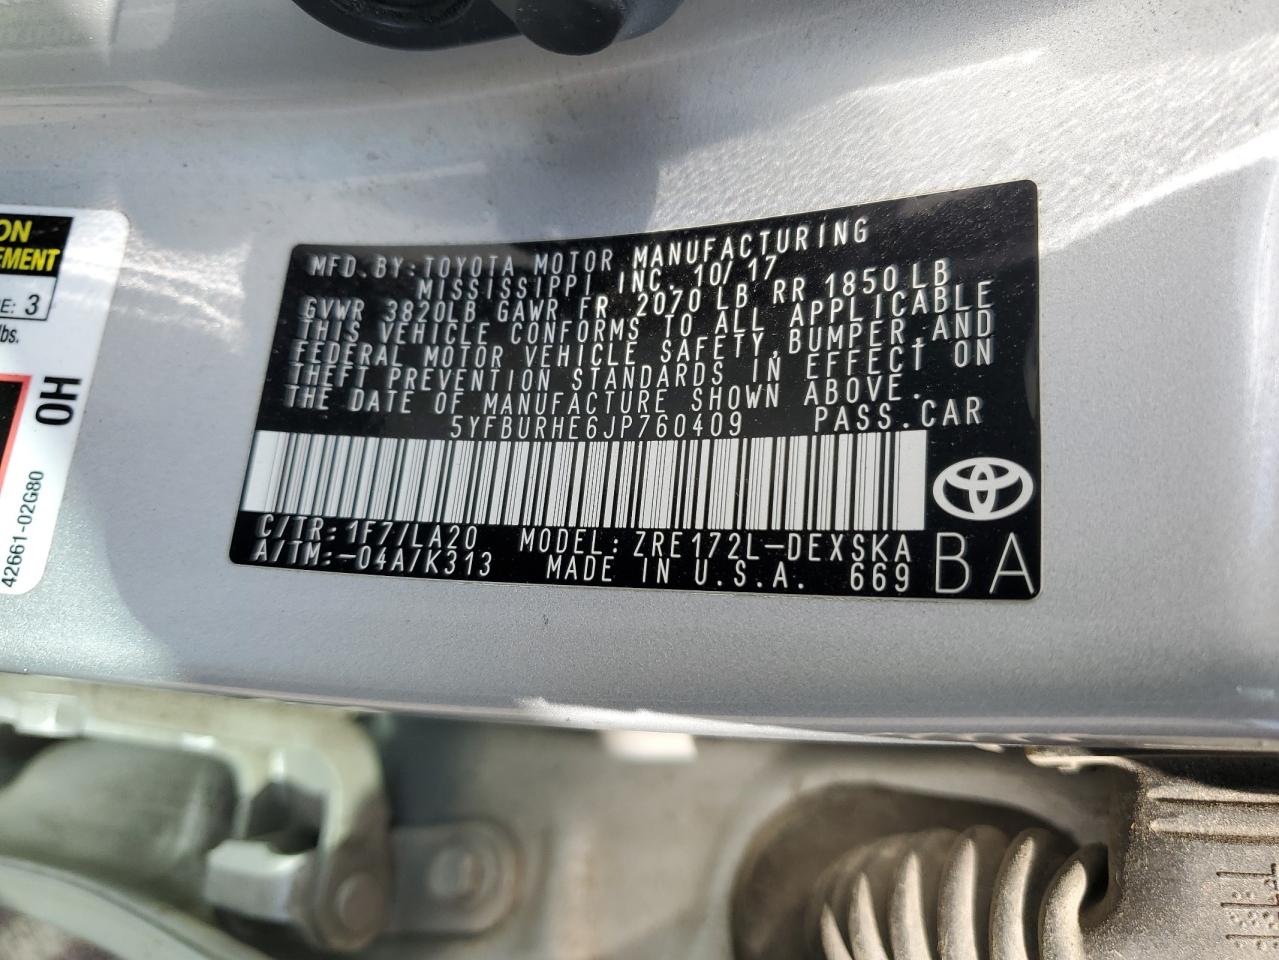 MFD.BY:TOYOTA MOTOR MANUFACTURING
MISSISSIPPI INC. 10/17
GVWR 3820LB GAWR FR 2070 LB RR 1850 LB
THIS VEHICLE CONFORMS TO ALL APPLICABLE
FEDERAL MOTOR VEHICLE SAFETY,BUMPER,AND
THEFT PREVENTION STANDARDS IN EFFECT ON
THE DATE OF MANUFACTURE SHOWN ABOVE.
5YFBURHE6JP760409 PASS.CAR
C/TR: 1F7/LA20 MODEL: ZRE172L-DEXSKA
A/TM:-04A/K313 MADE IN U.S.A. 669
BA
ON
EMENT
E: 3
lbs.
OH
42661-02G80